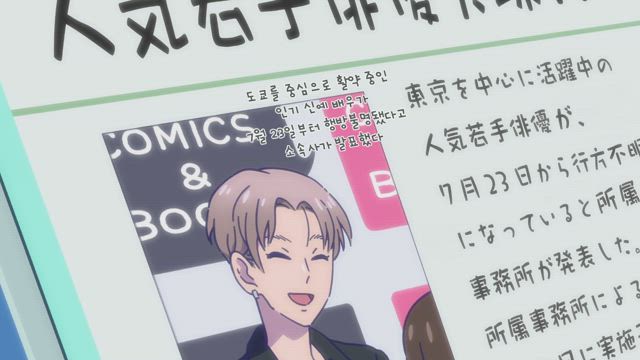 人気若手俳優
도쿄를 중심으로 활약 중인
인기 신예 배우가
7월 23일부터 행방불명됐다고
소속사가 발표했다
東京を中心に活躍中の
人気若手俳優が、
7月23日から行方不明
になっていると所属
事務所が発表した。
所属事務所による
に実施
COMICS
&
BOO
C
B